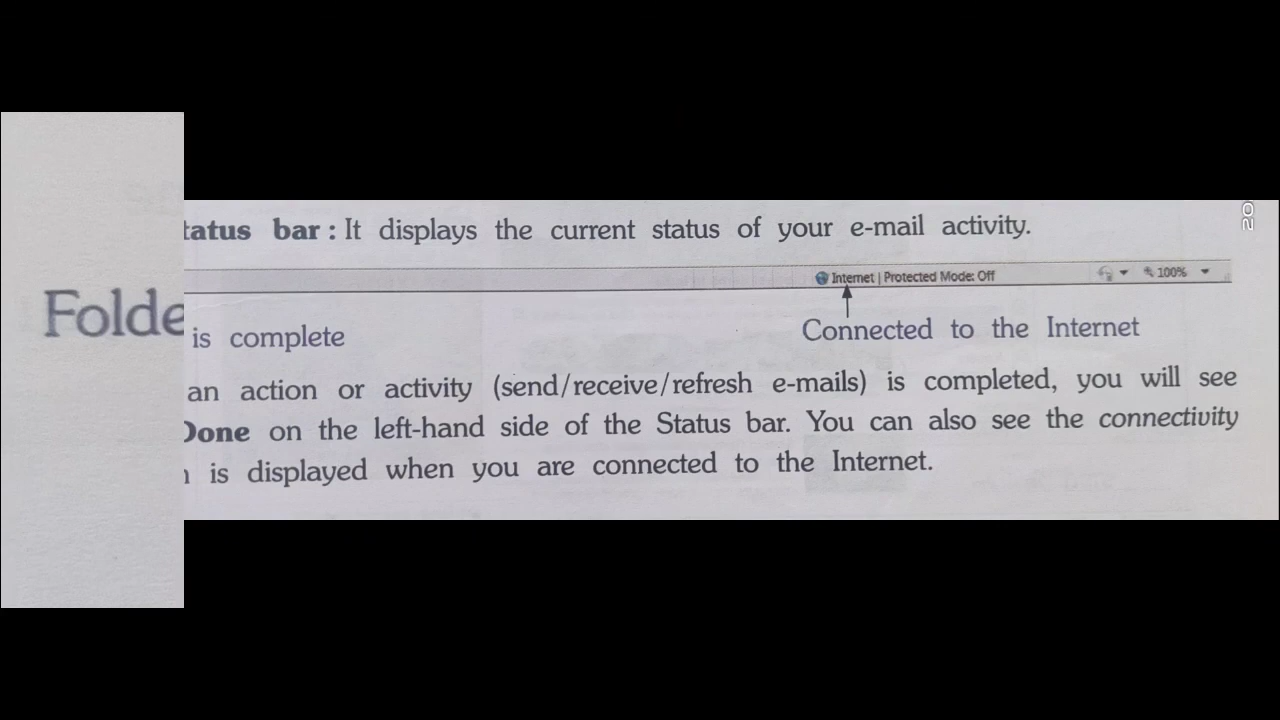 tatus bar : It displays the current status of your e-mail activity.
Internet | Protected Mode: Off 100%
Folde
is complete Connected to the Internet
an action or activity (send/receive/refresh e-mails) is completed, you will see
Done on the left-hand side of the Status bar. You can also see the connectivity
is displayed when you are connected to the Internet.
20